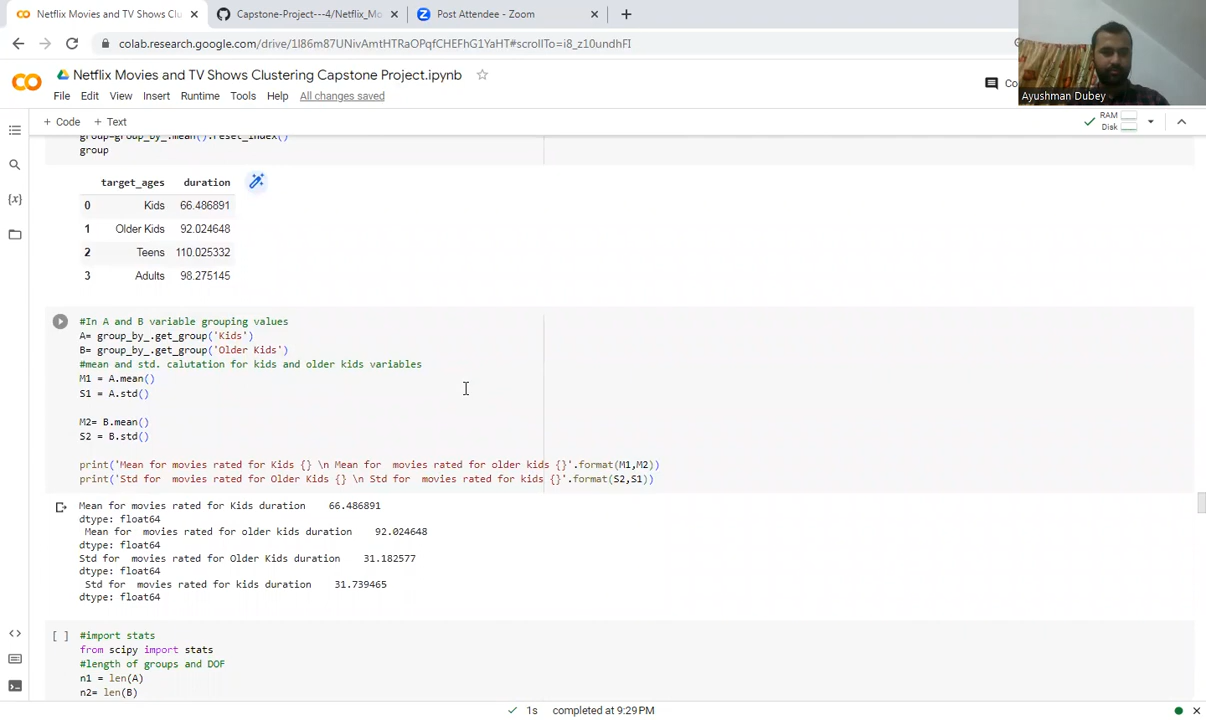 Netflix Movies and TV Shows Clu
Capstone-Project---4/Netflix_Mo
Post Attendee - Zoom
colab.research.google.com/drive/1l86m87UNivAmtHTRaOPqfCHEFhG1YaHT#scrollTo=i8_z10undhFI
Netflix Movies and TV Shows Clustering Capstone Project.ipynb
Co
Ayushman Dubey
File Edit View Insert Runtime Tools Help All changes saved
+ Code + Text
RAM
Disk
group=group_by_.mean().reset_index()
group
target_ages duration
0 Kids 66.486891
1 Older Kids 92.024648
2 Teens 110.025332
3 Adults 98.275145
#In A and B variable grouping values
A= group_by_.get_group('Kids')
B= group_by_.get_group('Older Kids')
#mean and std. calutation for kids and older kids variables
M1 = A.mean()
S1 = A.std()
M2= B.mean()
S2 = B.std()
print('Mean for movies rated for Kids {} \n Mean for  movies rated for older kids {}'.format(M1,M2))
print('Std for  movies rated for Older Kids {} \n Std for  movies rated for kids {}'.format(S2,S1))
Mean for movies rated for Kids duration    66.486891
dtype: float64
Mean for  movies rated for older kids duration    92.024648
dtype: float64
Std for  movies rated for Older Kids duration    31.182577
dtype: float64
Std for  movies rated for kids duration    31.739465
dtype: float64
[ ] #import stats
from scipy import stats
#length of groups and DOF
n1 = len(A)
n2= len(B)
1s completed at 9:29 PM